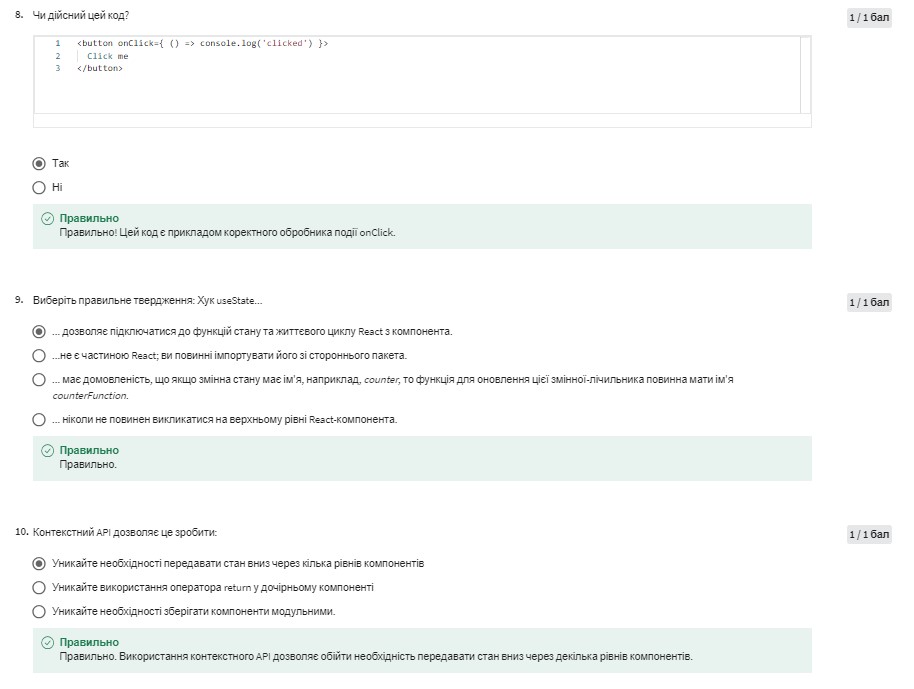 8. Чи дійсний цей код?
1 / 1 бал
1 <button onClick={ () => console.log('clicked') }>
2 Click me
3 </button>
Так
Ні
Правильно
Правильно! Цей код є прикладом коректного обробника події onClick.
9. Виберіть правильне твердження: Хук useState...
1 / 1 бал
... дозволяє підключатися до функцій стану та життєвого циклу React з компонента.
...не є частиною React; ви повинні імпортувати його зі стороннього пакета.
... має домовленість, що якщо змінна стану має ім'я, наприклад, counter, то функція для оновлення цієї змінної-лічильника повинна мати ім'я
counterFunction.
... ніколи не повинен викликатися на верхньому рівні React-компонента.
Правильно
Правильно.
10. Контекстний API дозволяє це зробити:
1 / 1 бал
Уникайте необхідності передавати стан вниз через кілька рівнів компонентів
Уникайте використання оператора return у дочірньому компоненті
Уникайте необхідності зберігати компоненти модульними.
Правильно
Правильно. Використання контекстного API дозволяє обійти необхідність передавати стан вниз через декілька рівнів компонентів.